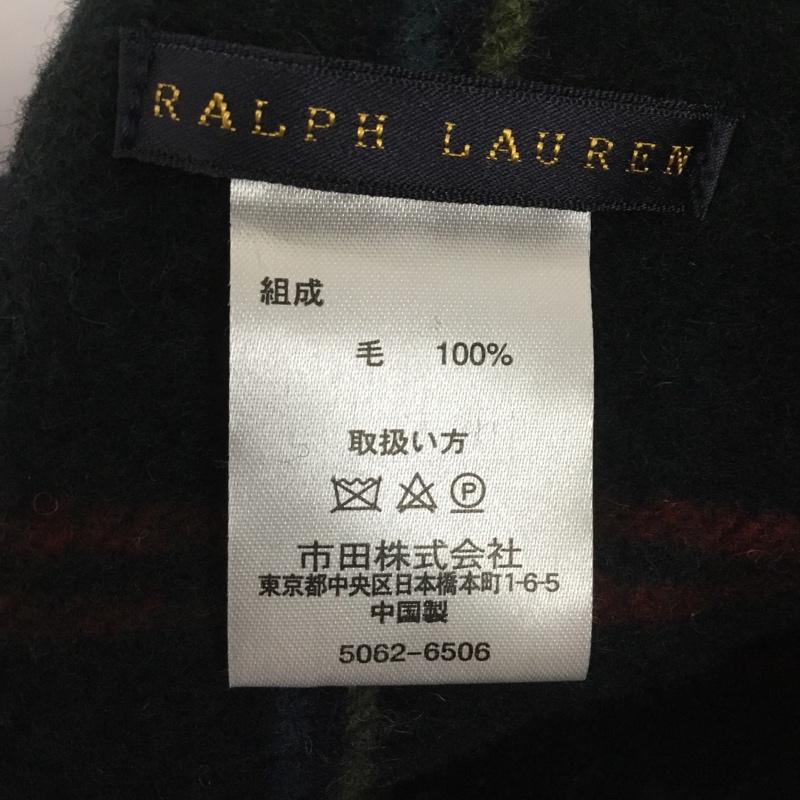 RALPH LAUREN
組成
毛 100%
取扱い方
P
市田株式会社
東京都中央区日本橋本町1-6-5
中国製
5062-6506